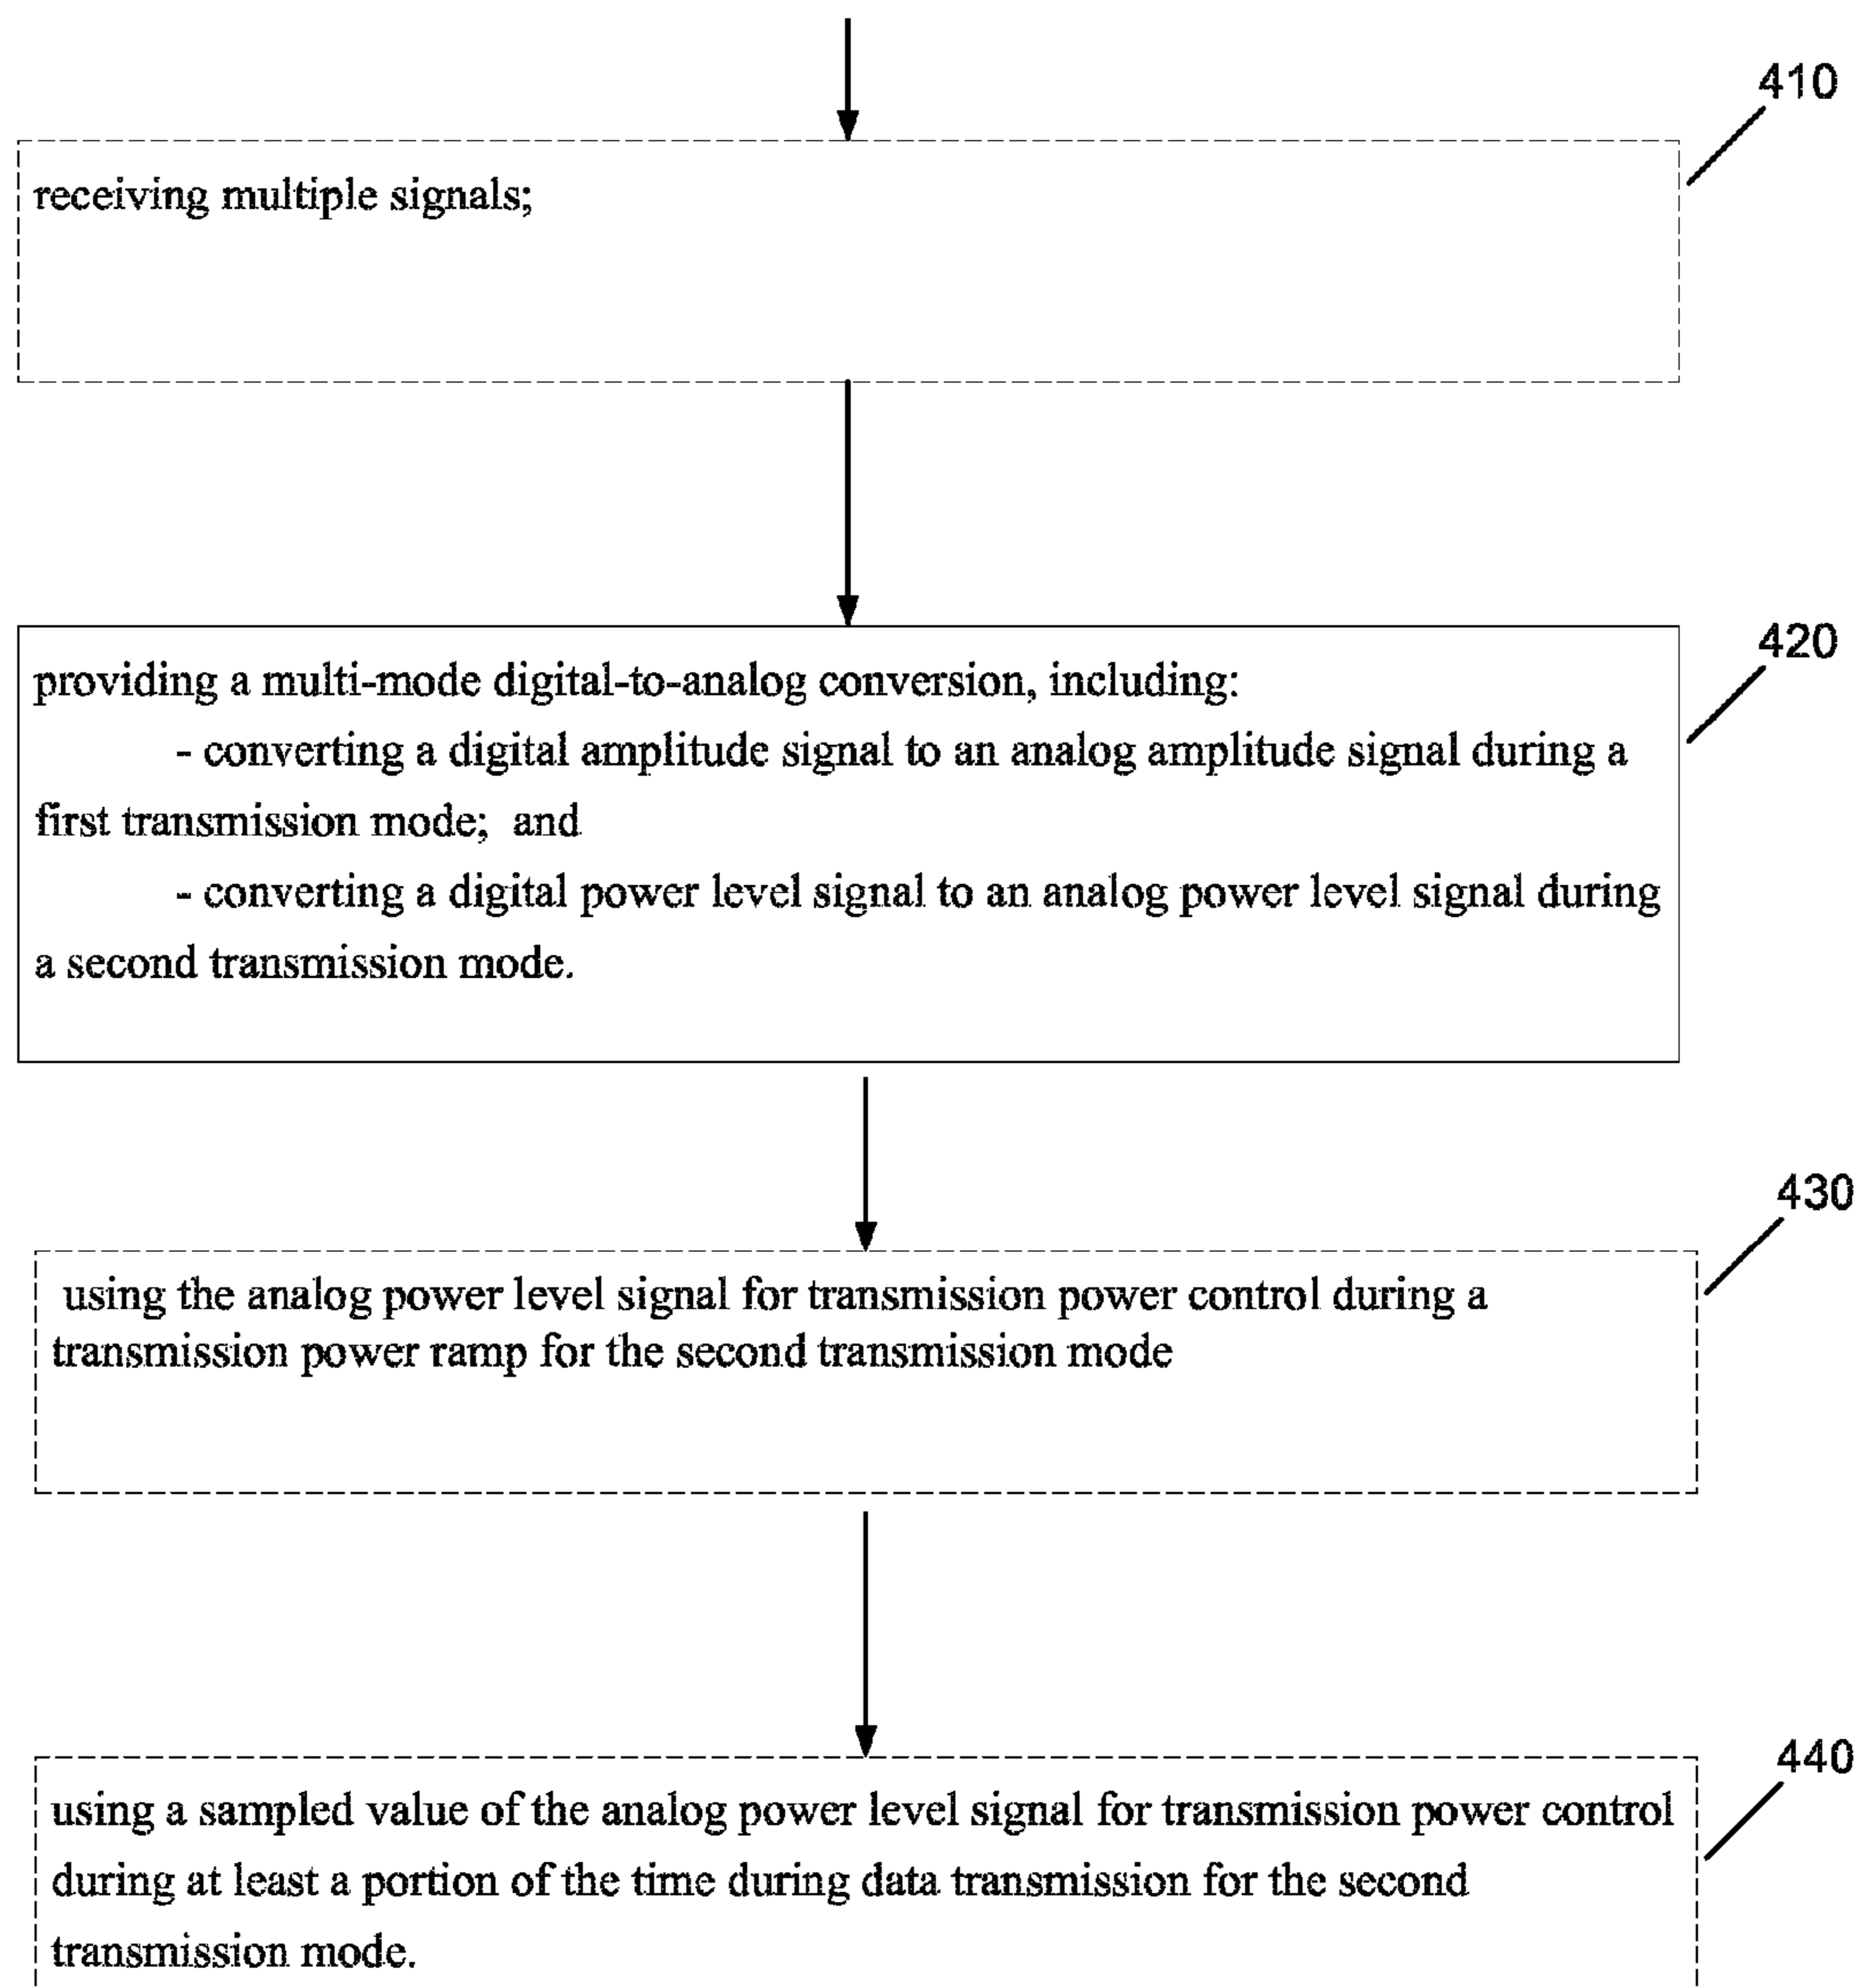 410
receiving multiple signals;
420
providing a multi-mode digital-to-analog conversion, including:
- converting a digital amplitude signal to an analog amplitude signal during a
first transmission mode; and
- converting a digital power level signal to an analog power level signal during
a second transmission mode.
430
using the analog power level signal for transmission power control during a
transmission power ramp for the second transmission mode
440
using a sampled value of the analog power level signal for transmission power control
during at least a portion of the time during data transmission for the second
transmission mode.